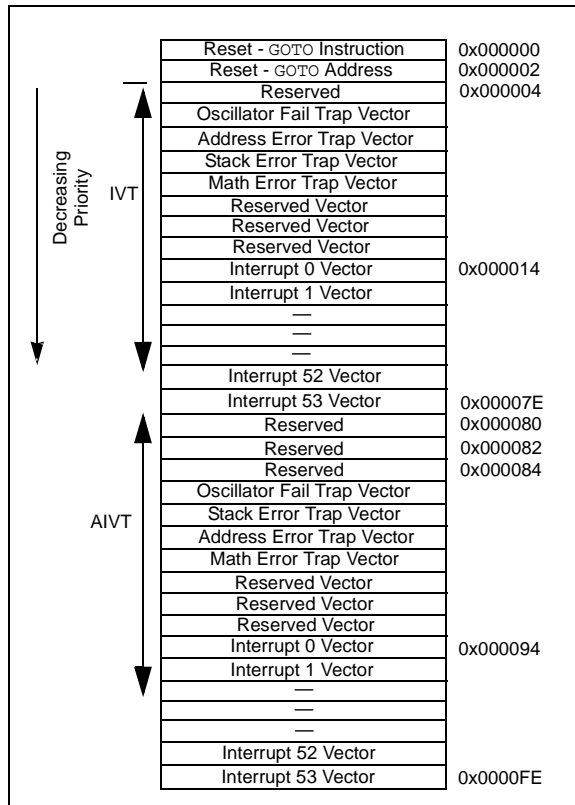 Reset - GOTO Instruction 0x000000
Reset - GOTO Address 0x000002
Reserved 0x000004
Oscillator Fail Trap Vector
Address Error Trap Vector
Stack Error Trap Vector
Math Error Trap Vector
Reserved Vector
Reserved Vector
Reserved Vector
Interrupt 0 Vector 0x000014
Interrupt 1 Vector
—
—
—
Interrupt 52 Vector
Interrupt 53 Vector 0x00007E
Reserved 0x000080
Reserved 0x000082
Reserved 0x000084
Oscillator Fail Trap Vector
Stack Error Trap Vector
Address Error Trap Vector
Math Error Trap Vector
Reserved Vector
Reserved Vector
Reserved Vector
Interrupt 0 Vector 0x000094
Interrupt 1 Vector
—
—
—
Interrupt 52 Vector
Interrupt 53 Vector 0x0000FE
Decreasing
Priority
IVT
AIVT